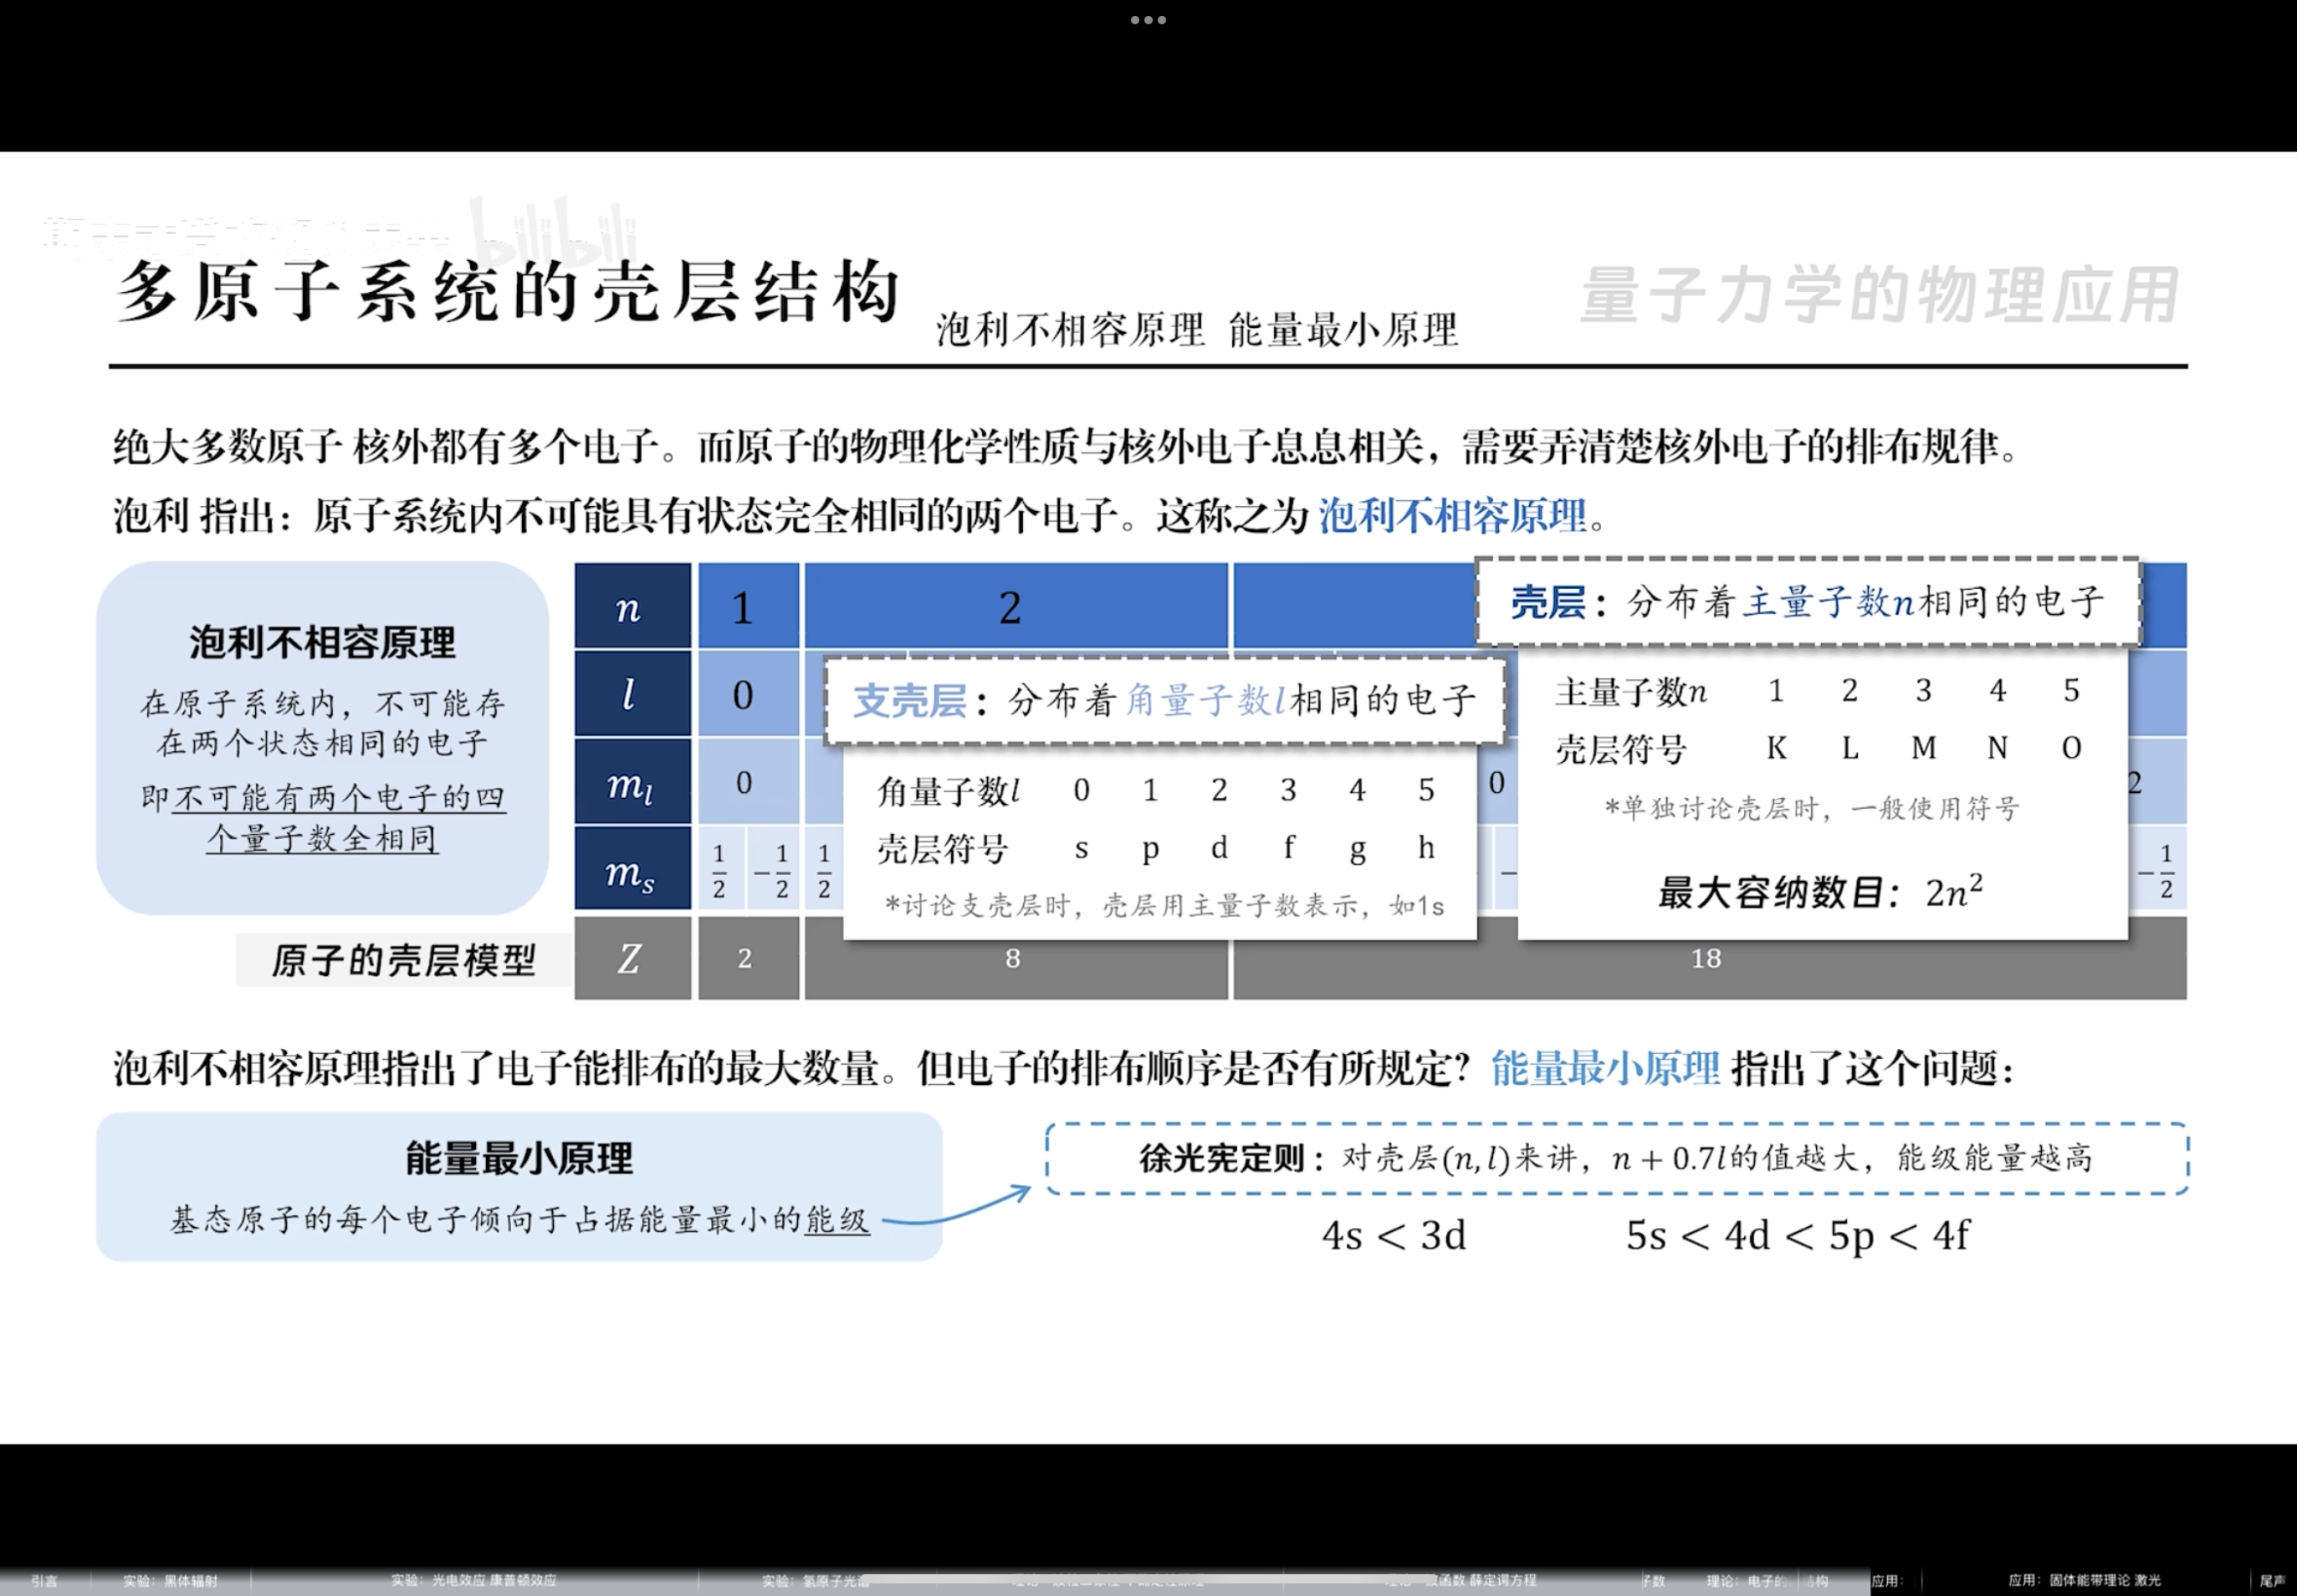 bilibili
多原子系统的壳层结构
泡利不相容原理 能量最小原理
量子力学的物理应用
绝大多数原子 核外都有多个电子。而原子的物理化学性质与核外电子息息相关，需要弄清楚核外电子的排布规律。
泡利 指出：原子系统内不可能具有状态完全相同的两个电子。这称之为 泡利不相容原理。
泡利不相容原理
在原子系统内，不可能存
在两个状态相同的电子
即不可能有两个电子的四
个量子数全相同
原子的壳层模型
n 1 2
l 0
m_l 0 0 2
m_s 1/2 −1/2 1/2 − −1/2
Z 2 8 18
支壳层：分布着角量子数l相同的电子
角量子数l 0 1 2 3 4 5
壳层符号 s p d f g h
*讨论支壳层时，壳层用主量子数表示，如1s
壳层：分布着主量子数n相同的电子
主量子数n 1 2 3 4 5
壳层符号 K L M N O
*单独讨论壳层时，一般使用符号
最大容纳数目：2n²
泡利不相容原理指出了电子能排布的最大数量。但电子的排布顺序是否有所规定？能量最小原理 指出了这个问题：
能量最小原理
基态原子的每个电子倾向于占据能量最小的能级
徐光宪定则：对壳层(n, l)来讲，n + 0.7l的值越大，能级能量越高
4s < 3d
5s < 4d < 5p < 4f
引言
实验：黑体辐射
实验：光电效应 康普顿效应
实验：氢原子光谱
函数 薛定谔方程
子数
理论：电子的
结构
应用：
应用：固体能带理论 激光
尾声